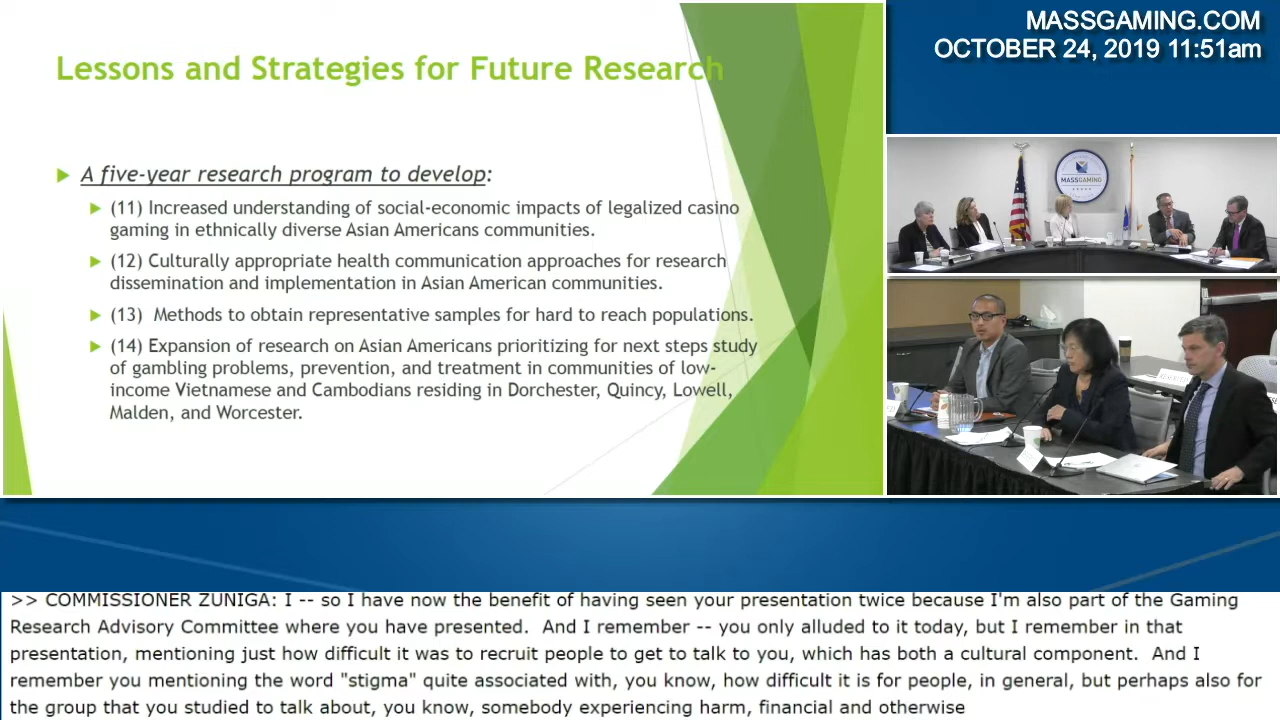 MASSGAMING.COM
OCTOBER 24, 2019 11:51am
Lessons and Strategies for Future Research
A five-year research program to develop:
(11) Increased understanding of social-economic impacts of legalized casino
gaming in ethnically diverse Asian Americans communities.
(12) Culturally appropriate health communication approaches for research
dissemination and implementation in Asian American communities.
(13) Methods to obtain representative samples for hard to reach populations.
(14) Expansion of research on Asian Americans prioritizing for next steps study
of gambling problems, prevention, and treatment in communities of low-
income Vietnamese and Cambodians residing in Dorchester, Quincy, Lowell,
Malden, and Worcester.
MASSGAMING
>> COMMISSIONER ZUNIGA: I -- so I have now the benefit of having seen your presentation twice because I'm also part of the Gaming
Research Advisory Committee where you have presented.  And I remember -- you only alluded to it today, but I remember in that
presentation, mentioning just how difficult it was to recruit people to get to talk to you, which has both a cultural component.  And I
remember you mentioning the word "stigma" quite associated with, you know, how difficult it is for people, in general, but perhaps also for
the group that you studied to talk about, you know, somebody experiencing harm, financial and otherwise